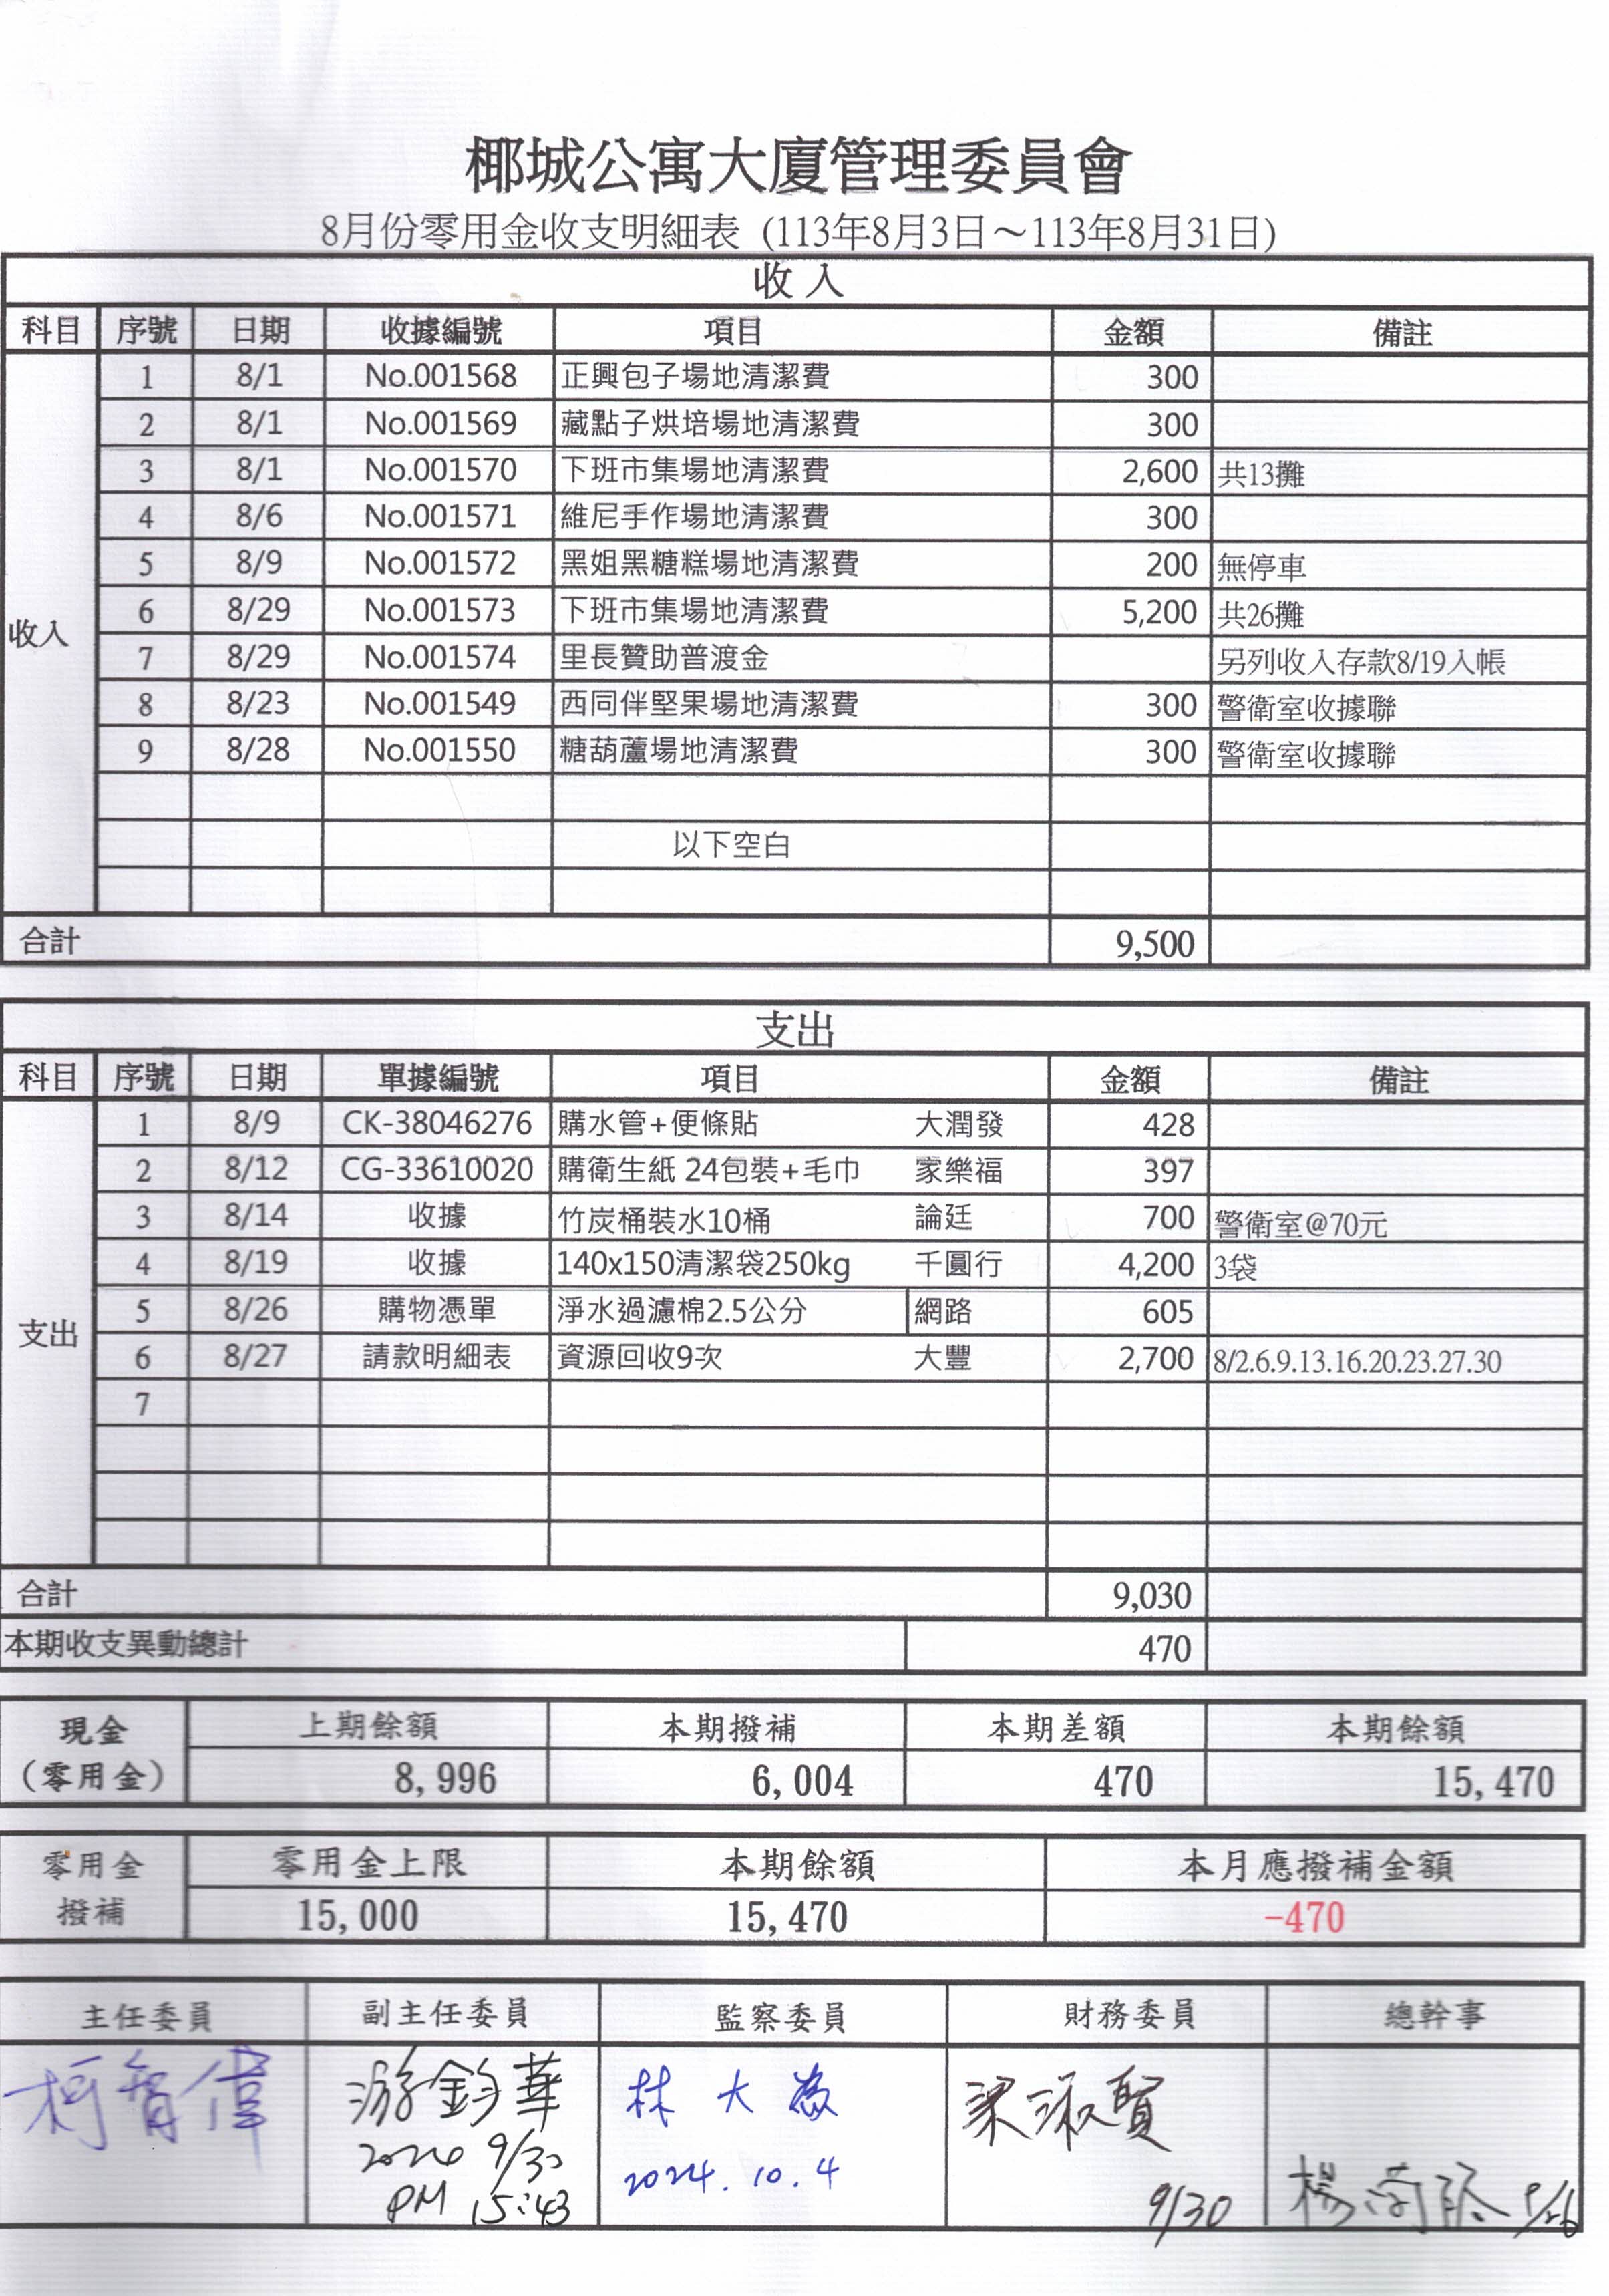 椰城公寓大廈管理委員會
8月份零用金收支明細表 (113年8月3日～113年8月31日)
收入
科目 序號 日期 收據編號 項目 金額 備註
1 8/1 No.001568 正興包子場地清潔費 300
2 8/1 No.001569 藏點子烘培場地清潔費 300
3 8/1 No.001570 下班市集場地清潔費 2,600 共13攤
4 8/6 No.001571 維尼手作場地清潔費 300
5 8/9 No.001572 黑姐黑糖糕場地清潔費 200 無停車
6 8/29 No.001573 下班市集場地清潔費 5,200 共26攤
收入
7 8/29 No.001574 里長贊助普渡金 另列收入存款8/19入帳
8 8/23 No.001549 西同伴堅果場地清潔費 300 警衛室收據聯
9 8/28 No.001550 糖葫蘆場地清潔費 300 警衛室收據聯
以下空白
合計 9,500
支出
科目 序號 日期 單據編號 項目 金額 備註
1 8/9 CK-38046276 購水管+便條貼 大潤發 428
2 8/12 CG-33610020 購衛生紙 24包裝+毛巾 家樂福 397
3 8/14 收據 竹炭桶裝水10桶 論廷 700 警衛室@70元
4 8/19 收據 140x150清潔袋250kg 千圓行 4,200 3袋
5 8/26 購物憑單 淨水過濾棉2.5公分 網路 605
支出
6 8/27 請款明細表 資源回收9次 大豐 2,700 8/2.6.9.13.16.20.23.27.30
7
合計 9,030
本期收支異動總計 470
現金 上期餘額 本期撥補 本期差額 本期餘額
(零用金) 8,996 6,004 470 15,470
零用金 零用金上限 本期餘額 本月應撥補金額
撥補 15,000 15,470 -470
主任委員 副主任委員 監察委員 財務委員 總幹事
柯智偉 游鈞華 林大為 梁淑賢
2024 9/30 2024.10.4
PM 15:43 9/30 楊 9/26